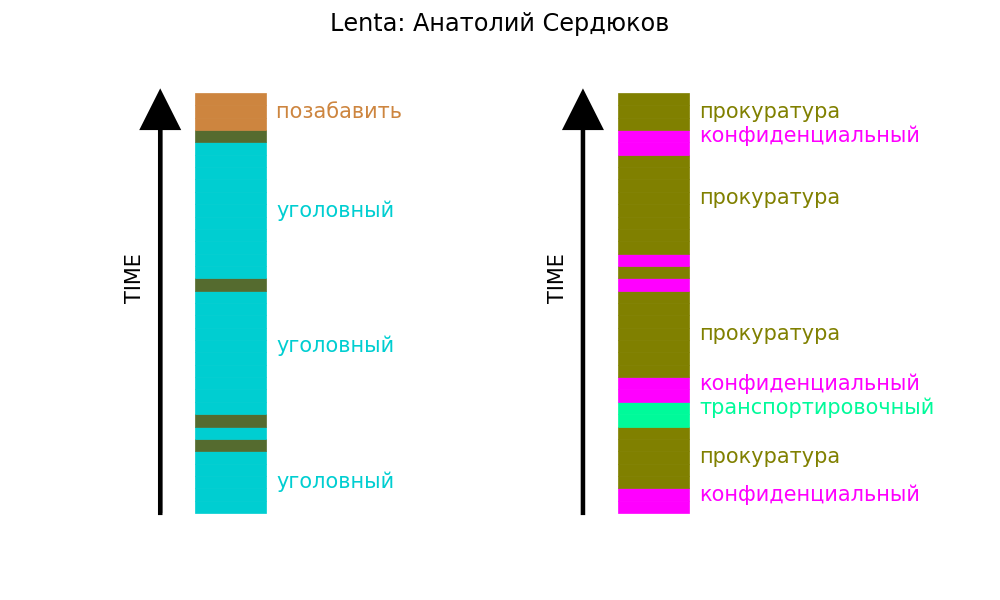 Lenta: Анатолий Сердюков
TIME
позабавить
уголовный
уголовный
уголовный
TIME
прокуратура
конфиденциальный
прокуратура
прокуратура
конфиденциальный
транспортировочный
прокуратура
конфиденциальный